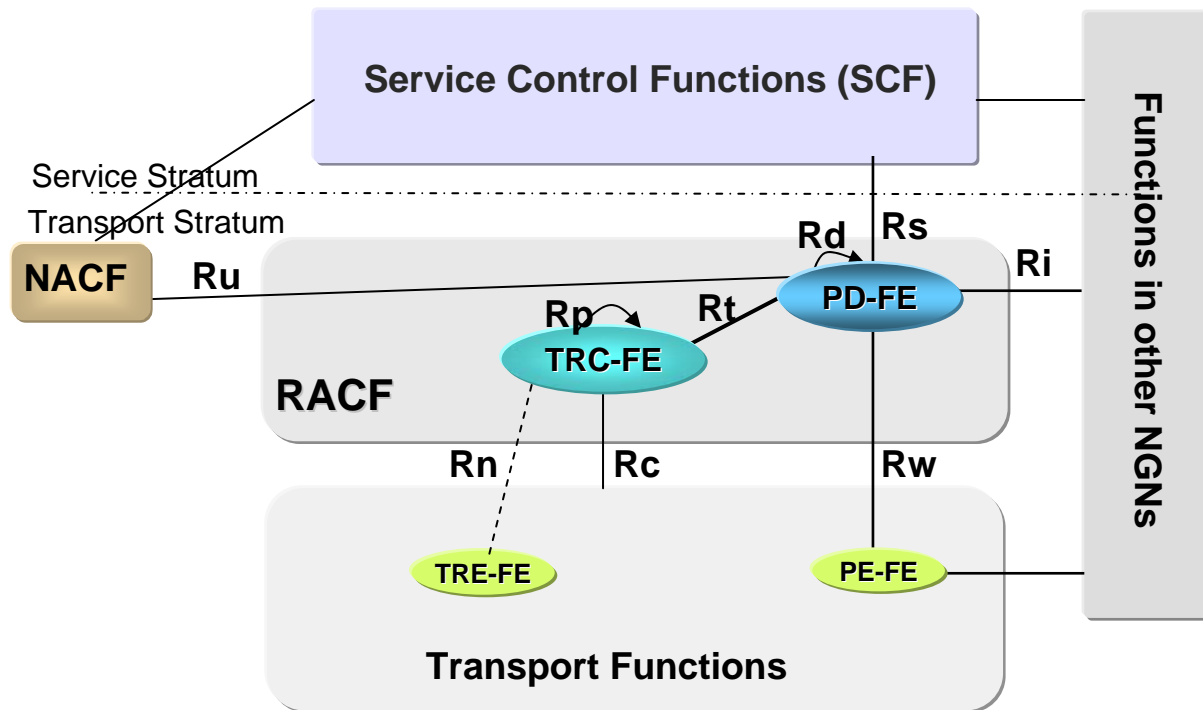 Service Control Functions (SCF)
Functions in other NGNs
Service Stratum
Transport Stratum
NACF
Ru
Rd
Rs
Ri
PD-FE
Rp
Rt
TRC-FE
RACF
Rn
Rc
Rw
TRE-FE
PE-FE
Transport Functions